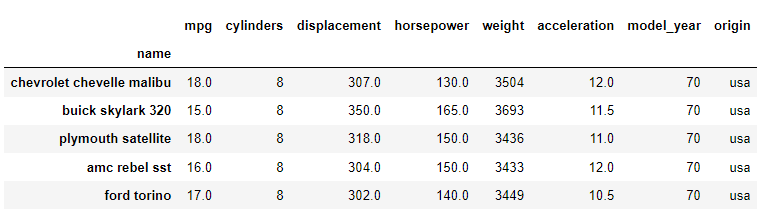 mpg cylinders displacement horsepower weight acceleration model_year origin
name
chevrolet chevelle malibu 18.0 8 307.0 130.0 3504 12.0 70 usa
buick skylark 320 15.0 8 350.0 165.0 3693 11.5 70 usa
plymouth satellite 18.0 8 318.0 150.0 3436 11.0 70 usa
amc rebel sst 16.0 8 304.0 150.0 3433 12.0 70 usa
ford torino 17.0 8 302.0 140.0 3449 10.5 70 usa